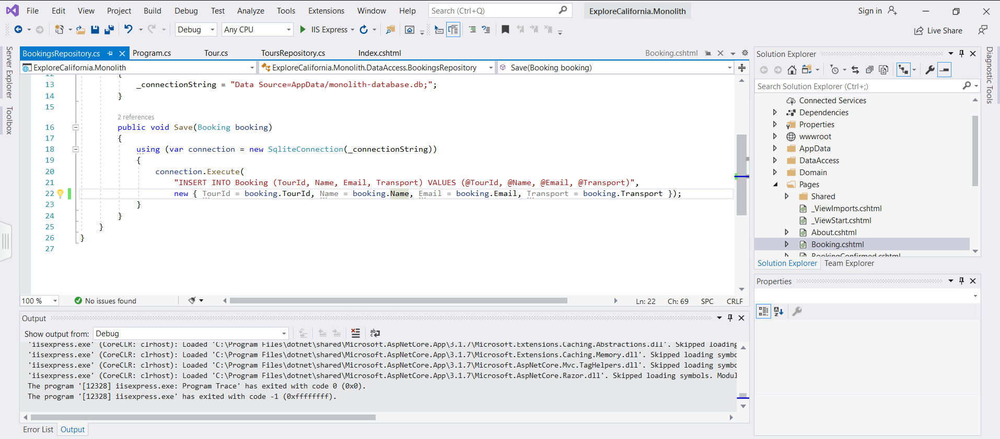 File Edit View Project Build Debug Test Analyze Tools Extensions Window Help Search (Ctrl+Q) ExploreCalifornia.Monolith Sign in
Debug Any CPU IIS Express Live Share
Server Explorer
Toolbox
BookingsRepository.cs Program.cs Tour.cs ToursRepository.cs Index.cshtml Booking.cshtml
ExploreCalifornia.Monolith ExploreCalifornia.Monolith.DataAccess.BookingsRepository Save(Booking booking)
12 {
13 _connectionString = "Data Source=AppData/monolith-database.db;";
14 }
15
2 references
16 public void Save(Booking booking)
17 {
18 using (var connection = new SqliteConnection(_connectionString))
19 {
20 connection.Execute(
21 "INSERT INTO Booking (TourId, Name, Email, Transport) VALUES (@TourId, @Name, @Email, @Transport)",
22 new { TourId = booking.TourId, Name = booking.Name, Email = booking.Email, Transport = booking.Transport });
23 }
24 }
25 }
26 }
27
100 % No issues found Ln: 22 Ch: 69 SPC CRLF
Output
Show output from: Debug
'iisexpress.exe' (CoreCLR: clrhost): Loaded 'C:\Program Files\dotnet\shared\Microsoft.AspNetCore.App\3.1.7\Microsoft.Extensions.Caching.Abstractions.dll'. Skipped loading
'iisexpress.exe' (CoreCLR: clrhost): Loaded 'C:\Program Files\dotnet\shared\Microsoft.AspNetCore.App\3.1.7\Microsoft.Extensions.Caching.Memory.dll'. Skipped loading symbo
'iisexpress.exe' (CoreCLR: clrhost): Loaded 'C:\Program Files\dotnet\shared\Microsoft.AspNetCore.App\3.1.7\Microsoft.AspNetCore.Mvc.TagHelpers.dll'. Skipped loading symbo
'iisexpress.exe' (CoreCLR: clrhost): Loaded 'C:\Program Files\dotnet\shared\Microsoft.AspNetCore.App\3.1.7\Microsoft.AspNetCore.Razor.dll'. Skipped loading symbols. Modul
The program '[12328] iisexpress.exe: Program Trace' has exited with code 0 (0x0).
The program '[12328] iisexpress.exe' has exited with code -1 (0xffffffff).
Error List Output
Solution Explorer
Search Solution Explorer (Ctrl+;)
Connected Services
Dependencies
Properties
wwwroot
AppData
DataAccess
Domain
Pages
Shared
_ViewImports.cshtml
_ViewStart.cshtml
About.cshtml
Booking.cshtml
BookingConfirmed.cshtml
Solution Explorer Team Explorer
Properties
Diagnostic Tools